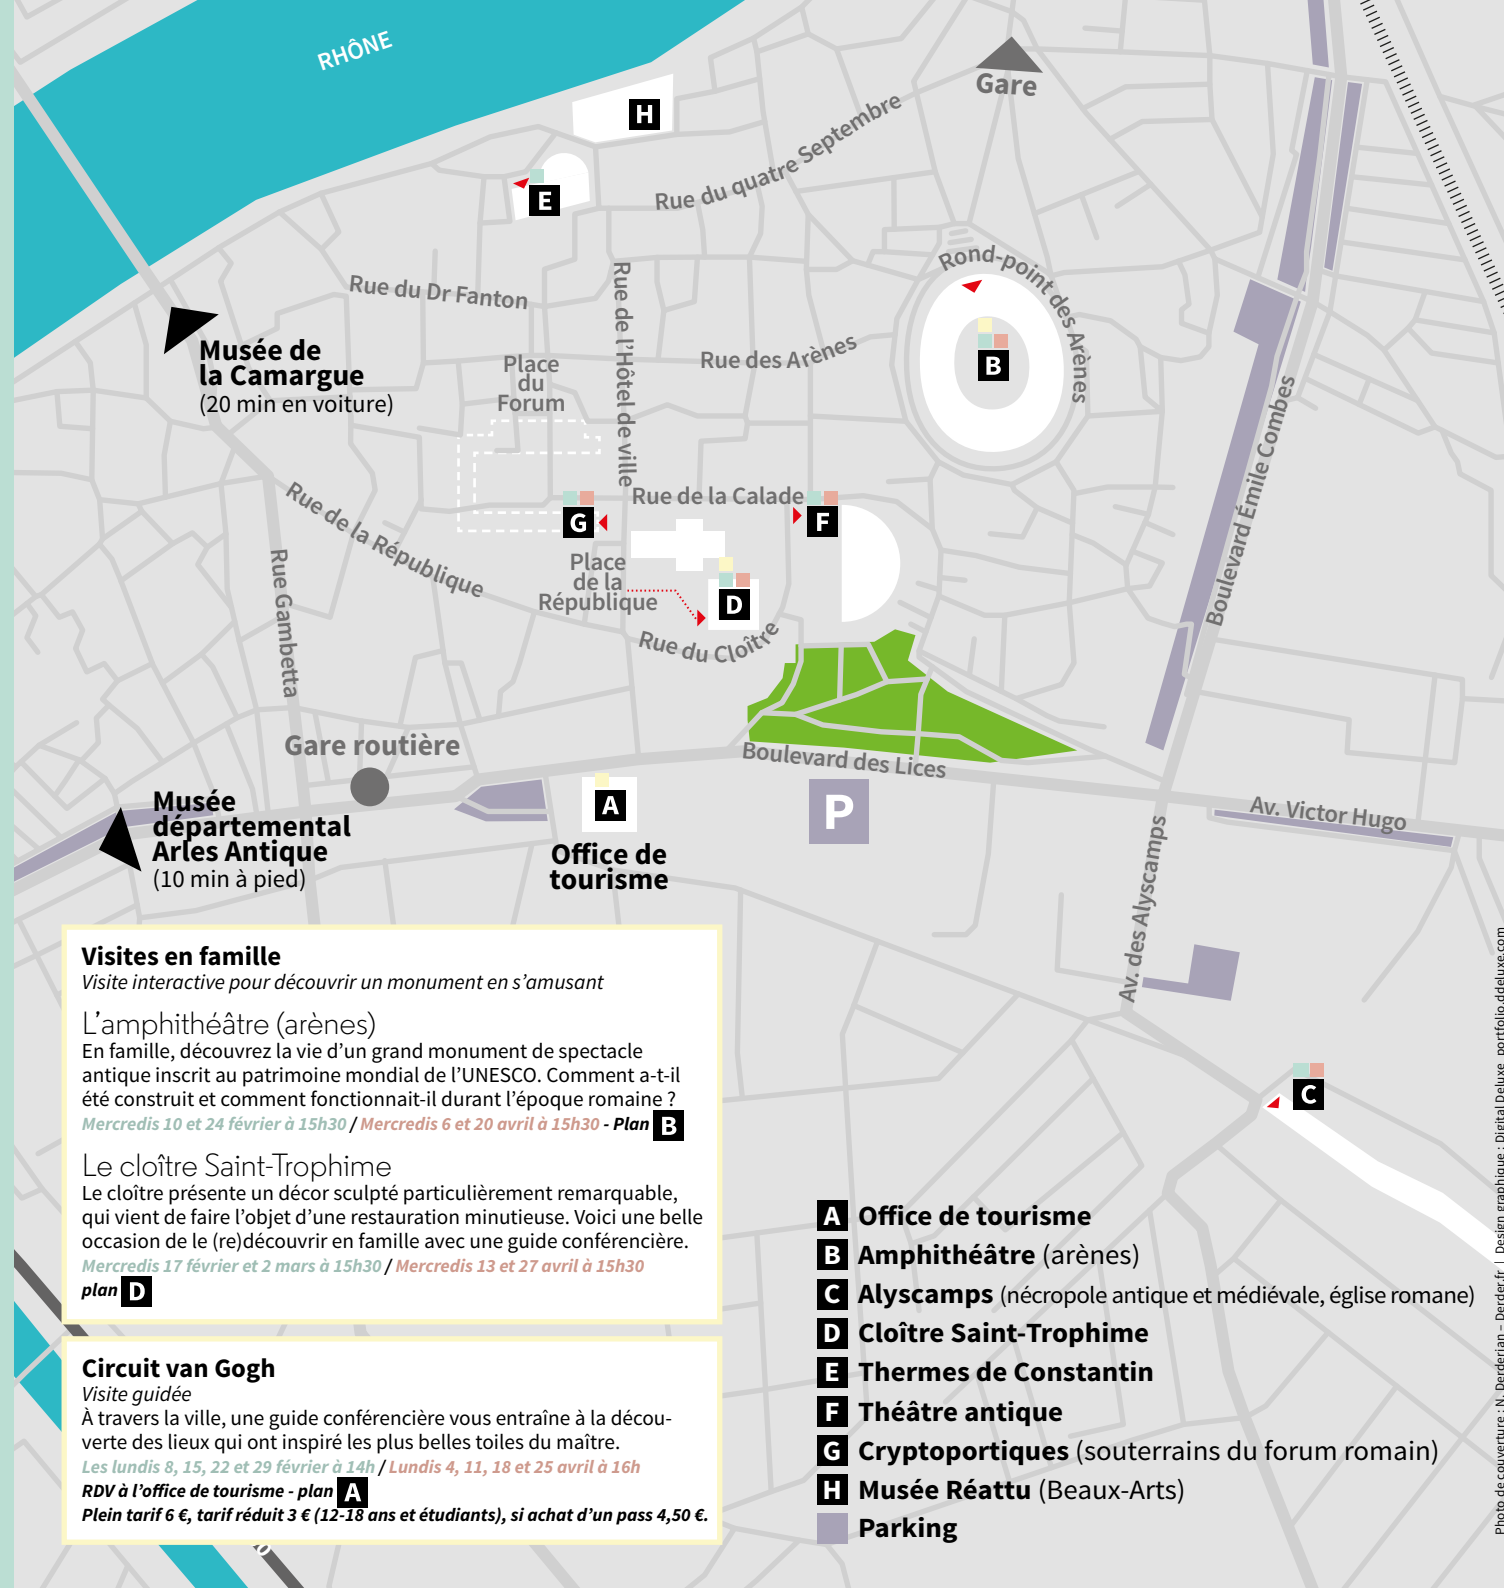 RHÔNE
H
Gare
Rue du quatre Septembre
E
Rond-point des Arènes
Rue du Dr Fanton
Rue de l'Hôtel de ville
Rue des Arènes
B
Musée de
la Camargue
(20 min en voiture)
Place
du
Forum
Boulevard Émile Combes
Rue de la République
Rue de la Calade
G
F
Rue Gambetta
Place
de la
République
D
Rue du Cloître
Gare routière
Boulevard des Lices
A
P
Office de
tourisme
Musée
départemental
Arles Antique
(10 min à pied)
Av. Victor Hugo
Av. des Alyscamps
C
Visites en famille
Visite interactive pour découvrir un monument en s’amusant
L’amphithéâtre (arènes)
En famille, découvrez la vie d’un grand monument de spectacle
antique inscrit au patrimoine mondial de l’UNESCO. Comment a-t-il
été construit et comment fonctionnait-il durant l’époque romaine ?
Mercredis 10 et 24 février à 15h30 / Mercredis 6 et 20 avril à 15h30 - Plan B
Le cloître Saint-Trophime
Le cloître présente un décor sculpté particulièrement remarquable,
qui vient de faire l’objet d’une restauration minutieuse. Voici une belle
occasion de le (re)découvrir en famille avec une guide conférencière.
Mercredis 17 février et 2 mars à 15h30 / Mercredis 13 et 27 avril à 15h30
plan D
Circuit van Gogh
Visite guidée
À travers la ville, une guide conférencière vous entraîne à la décou-
verte des lieux qui ont inspiré les plus belles toiles du maître.
Les lundis 8, 15, 22 et 29 février à 14h / Lundis 4, 11, 18 et 25 avril à 16h
RDV à l’office de tourisme - plan A
Plein tarif 6 €, tarif réduit 3 € (12-18 ans et étudiants), si achat d’un pass 4,50 €.
A Office de tourisme
B Amphithéâtre (arènes)
C Alyscamps (nécropole antique et médiévale, église romane)
D Cloître Saint-Trophime
E Thermes de Constantin
F Théâtre antique
G Cryptoportiques (souterrains du forum romain)
H Musée Réattu (Beaux-Arts)
Parking
Photo de couverture : N. Derderian – Derder.fr | Design graphique : Digital Deluxe portfolio.ddeluxe.com